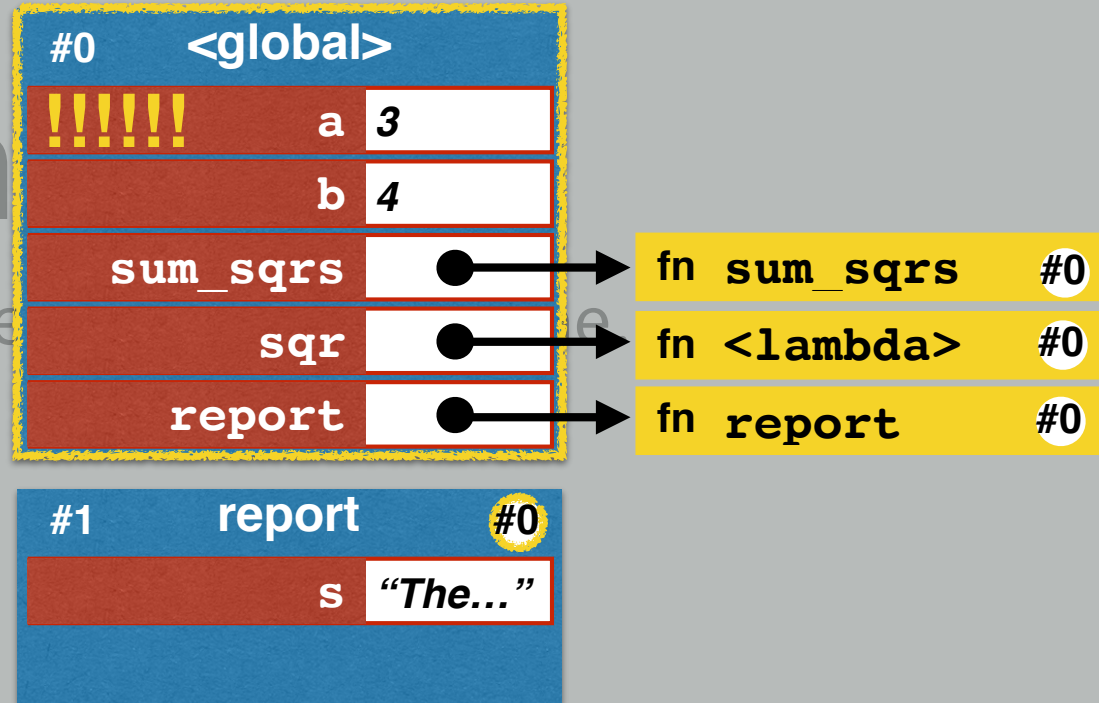 #0 <global>
!!!!!! a 3
b 4
sum_sqrs
fn sum_sqrs #0
sqr
fn <lambda> #0
report
fn report #0
#1 report #0
s “The…”